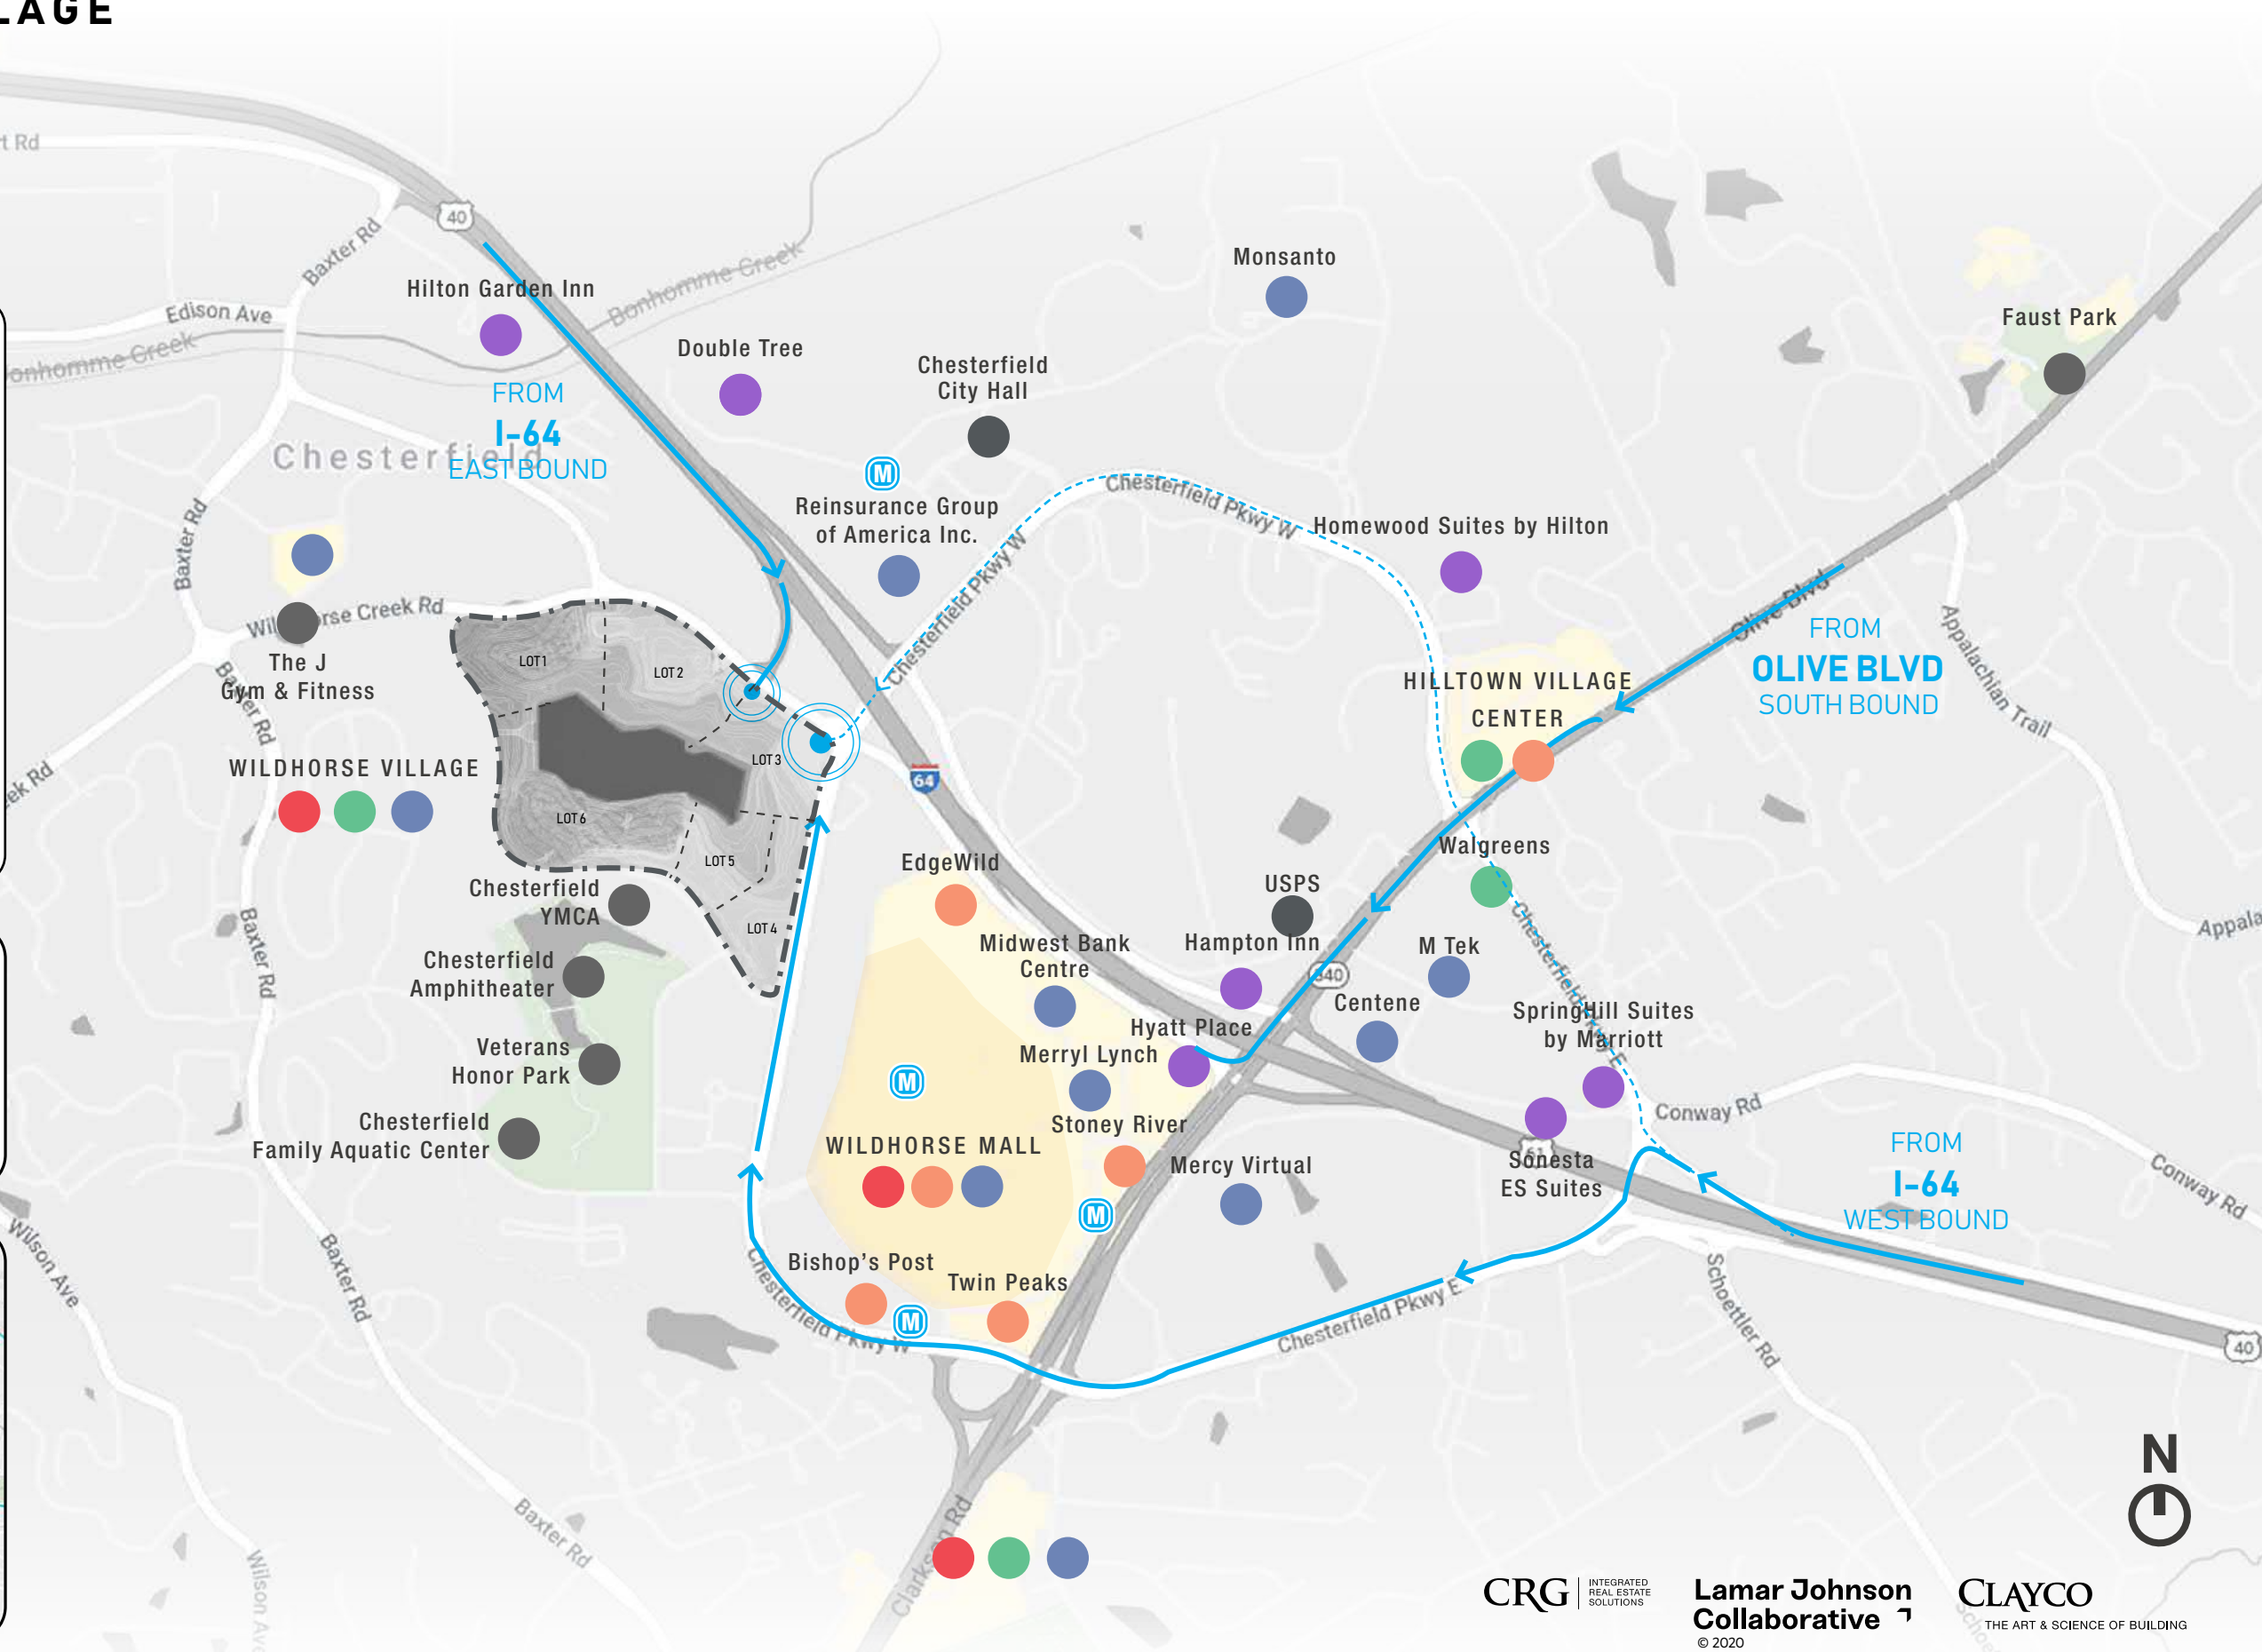 LAGE
rt Rd
40
Baxter Rd
Bonhomme Creek
Monsanto
Hilton Garden Inn
Edison Ave
Faust Park
onhomme Creek
Double Tree
Chesterfield
City Hall
FROM
I-64
EAST BOUND
Chesterfield
M
Reinsurance Group
of America Inc.
Chesterfield Pkwy W
Homewood Suites by Hilton
Baxter Rd
Chesterfield Pkwy W
Olive Blvd
FROM
OLIVE BLVD
SOUTH BOUND
Appalachian Trail
Wildhorse Creek Rd
The J
Gym & Fitness
Baxter Rd
LOT 1
LOT 2
LOT 3
HILLTOWN VILLAGE
CENTER
WILDHORSE VILLAGE
64
ek Rd
LOT 6
LOT 5
LOT 4
Walgreens
EdgeWild
USPS
Chesterfield
YMCA
Chesterfield Pkwy E
Appala
Baxter Rd
Midwest Bank
Centre
Hampton Inn
M Tek
340
Chesterfield
Amphitheater
Centene
SpringHill Suites
by Marriott
Hyatt Place
Merryl Lynch
Veterans
Honor Park
M
Conway Rd
Chesterfield
Family Aquatic Center
Stoney River
WILDHORSE MALL
Mercy Virtual
61
Sonesta
ES Suites
FROM
I-64
WEST BOUND
Conway Rd
M
Wilson Ave
Baxter Rd
Bishop's Post
Twin Peaks
M
Chesterfield Pkwy W
Chesterfield Pkwy E
Schoettler Rd
40
Baxter Rd
Wilson Ave
Clarkson Rd
N
CRG
INTEGRATED
REAL ESTATE
SOLUTIONS
Lamar Johnson
Collaborative
© 2020
CLAYCO
THE ART & SCIENCE OF BUILDING
Schoe